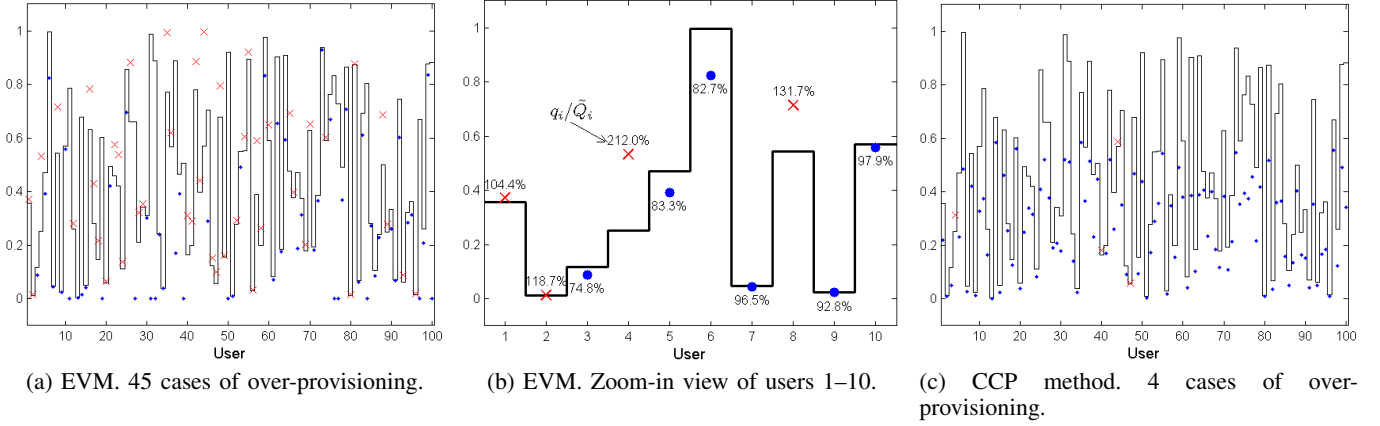 1
0.8
0.6
0.4
0.2
0
10 20 30 40 50 60 70 80 90 100
User
(a) EVM. 45 cases of over-provisioning.
1
0.8
0.6
0.4
0.2
0
q_i/Q̃_i
104.4%
118.7%
74.8%
212.0%
83.3%
82.7%
96.5%
131.7%
92.8%
97.9%
1 2 3 4 5 6 7 8 9 10
User
(b) EVM. Zoom-in view of users 1–10.
1
0.8
0.6
0.4
0.2
0
10 20 30 40 50 60 70 80 90 100
User
(c) CCP method. 4 cases of over-
provisioning.